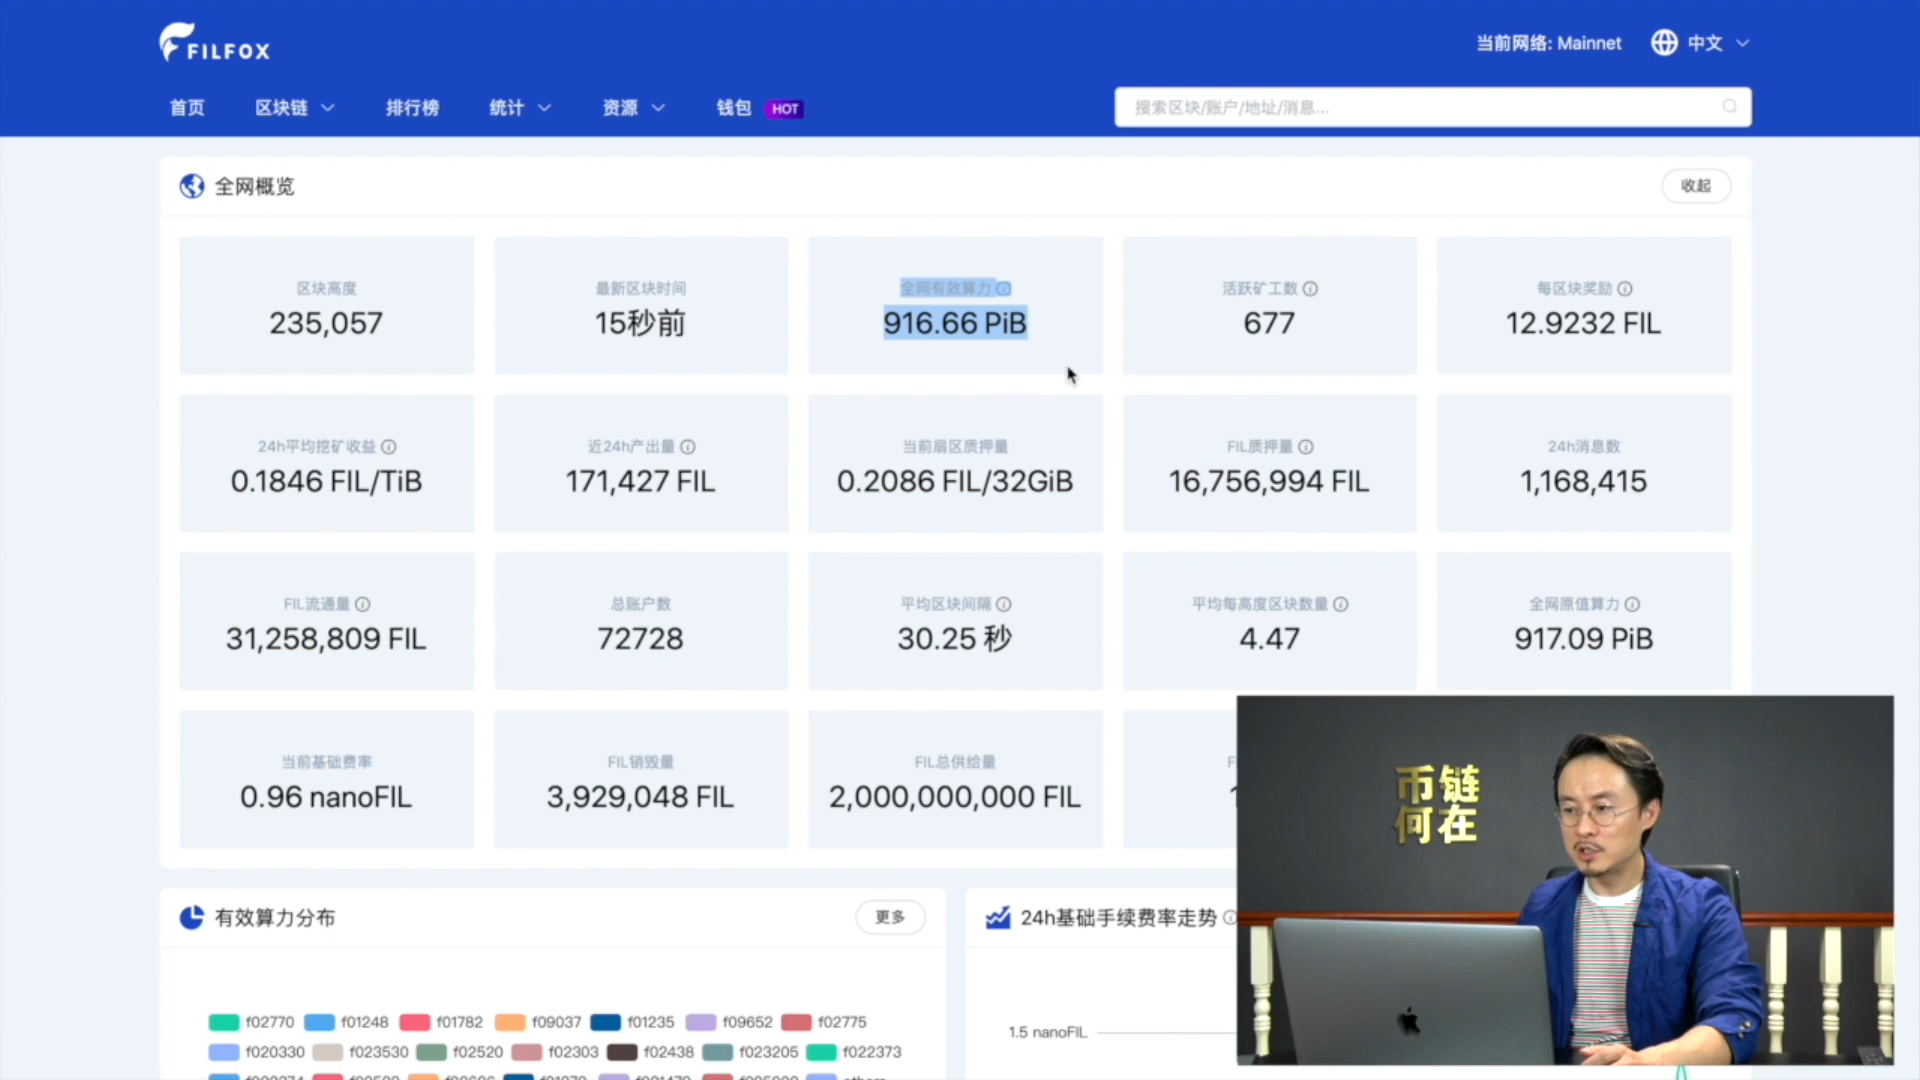 FILFOX
当前网络: Mainnet
中文
首页
区块链
排行榜
统计
资源
钱包
HOT
搜索区块/账户/地址/消息...
全网概览
收起
区块高度
235,057
最新区块时间
15秒前
全网有效算力
916.66 PiB
活跃矿工数
677
每区块奖励
12.9232 FIL
24h平均挖矿收益
0.1846 FIL/TiB
近24h产出量
171,427 FIL
当前扇区质押量
0.2086 FIL/32GiB
FIL质押量
16,756,994 FIL
24h消息数
1,168,415
FIL流通量
31,258,809 FIL
总账户数
72728
平均区块间隔
30.25 秒
平均每高度区块数量
4.47
全网原值算力
917.09 PiB
当前基础费率
0.96 nanoFIL
FIL销毁量
3,929,048 FIL
FIL总供给量
2,000,000,000 FIL
币链
何在
有效算力分布
更多
24h基础手续费率走势
f02770 f01248 f01782 f09037 f01235 f09652 f02775
f020330 f023530 f02520 f02303 f02438 f023205 f022373
1.5 nanoFIL